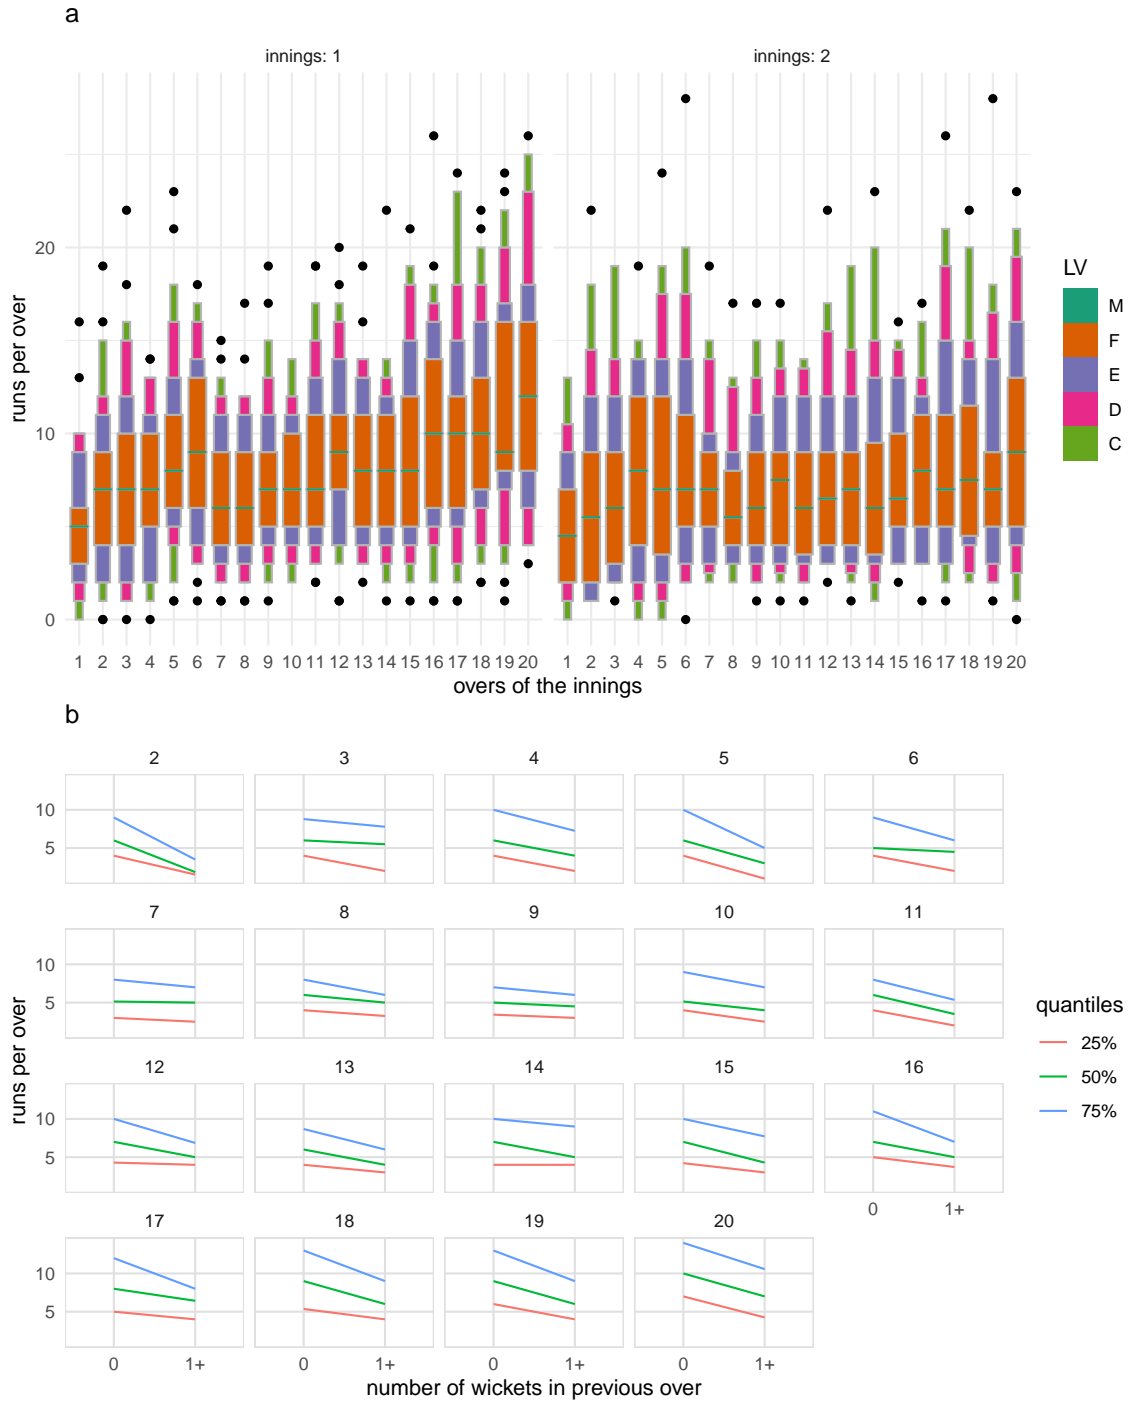 a
innings: 1 innings: 2
20
10
0
runs per over
1 2 3 4 5 6 7 8 9 10 11 12 13 14 15 16 17 18 19 20 1 2 3 4 5 6 7 8 9 10 11 12 13 14 15 16 17 18 19 20
overs of the innings
LV
M
F
E
D
C
b
2 3 4 5 6
10
5
7 8 9 10 11
10
5
12 13 14 15 16
10
5
0 1+
17 18 19 20
10
5
0 1+ 0 1+ 0 1+ 0 1+
runs per over
number of wickets in previous over
quantiles
25%
50%
75%